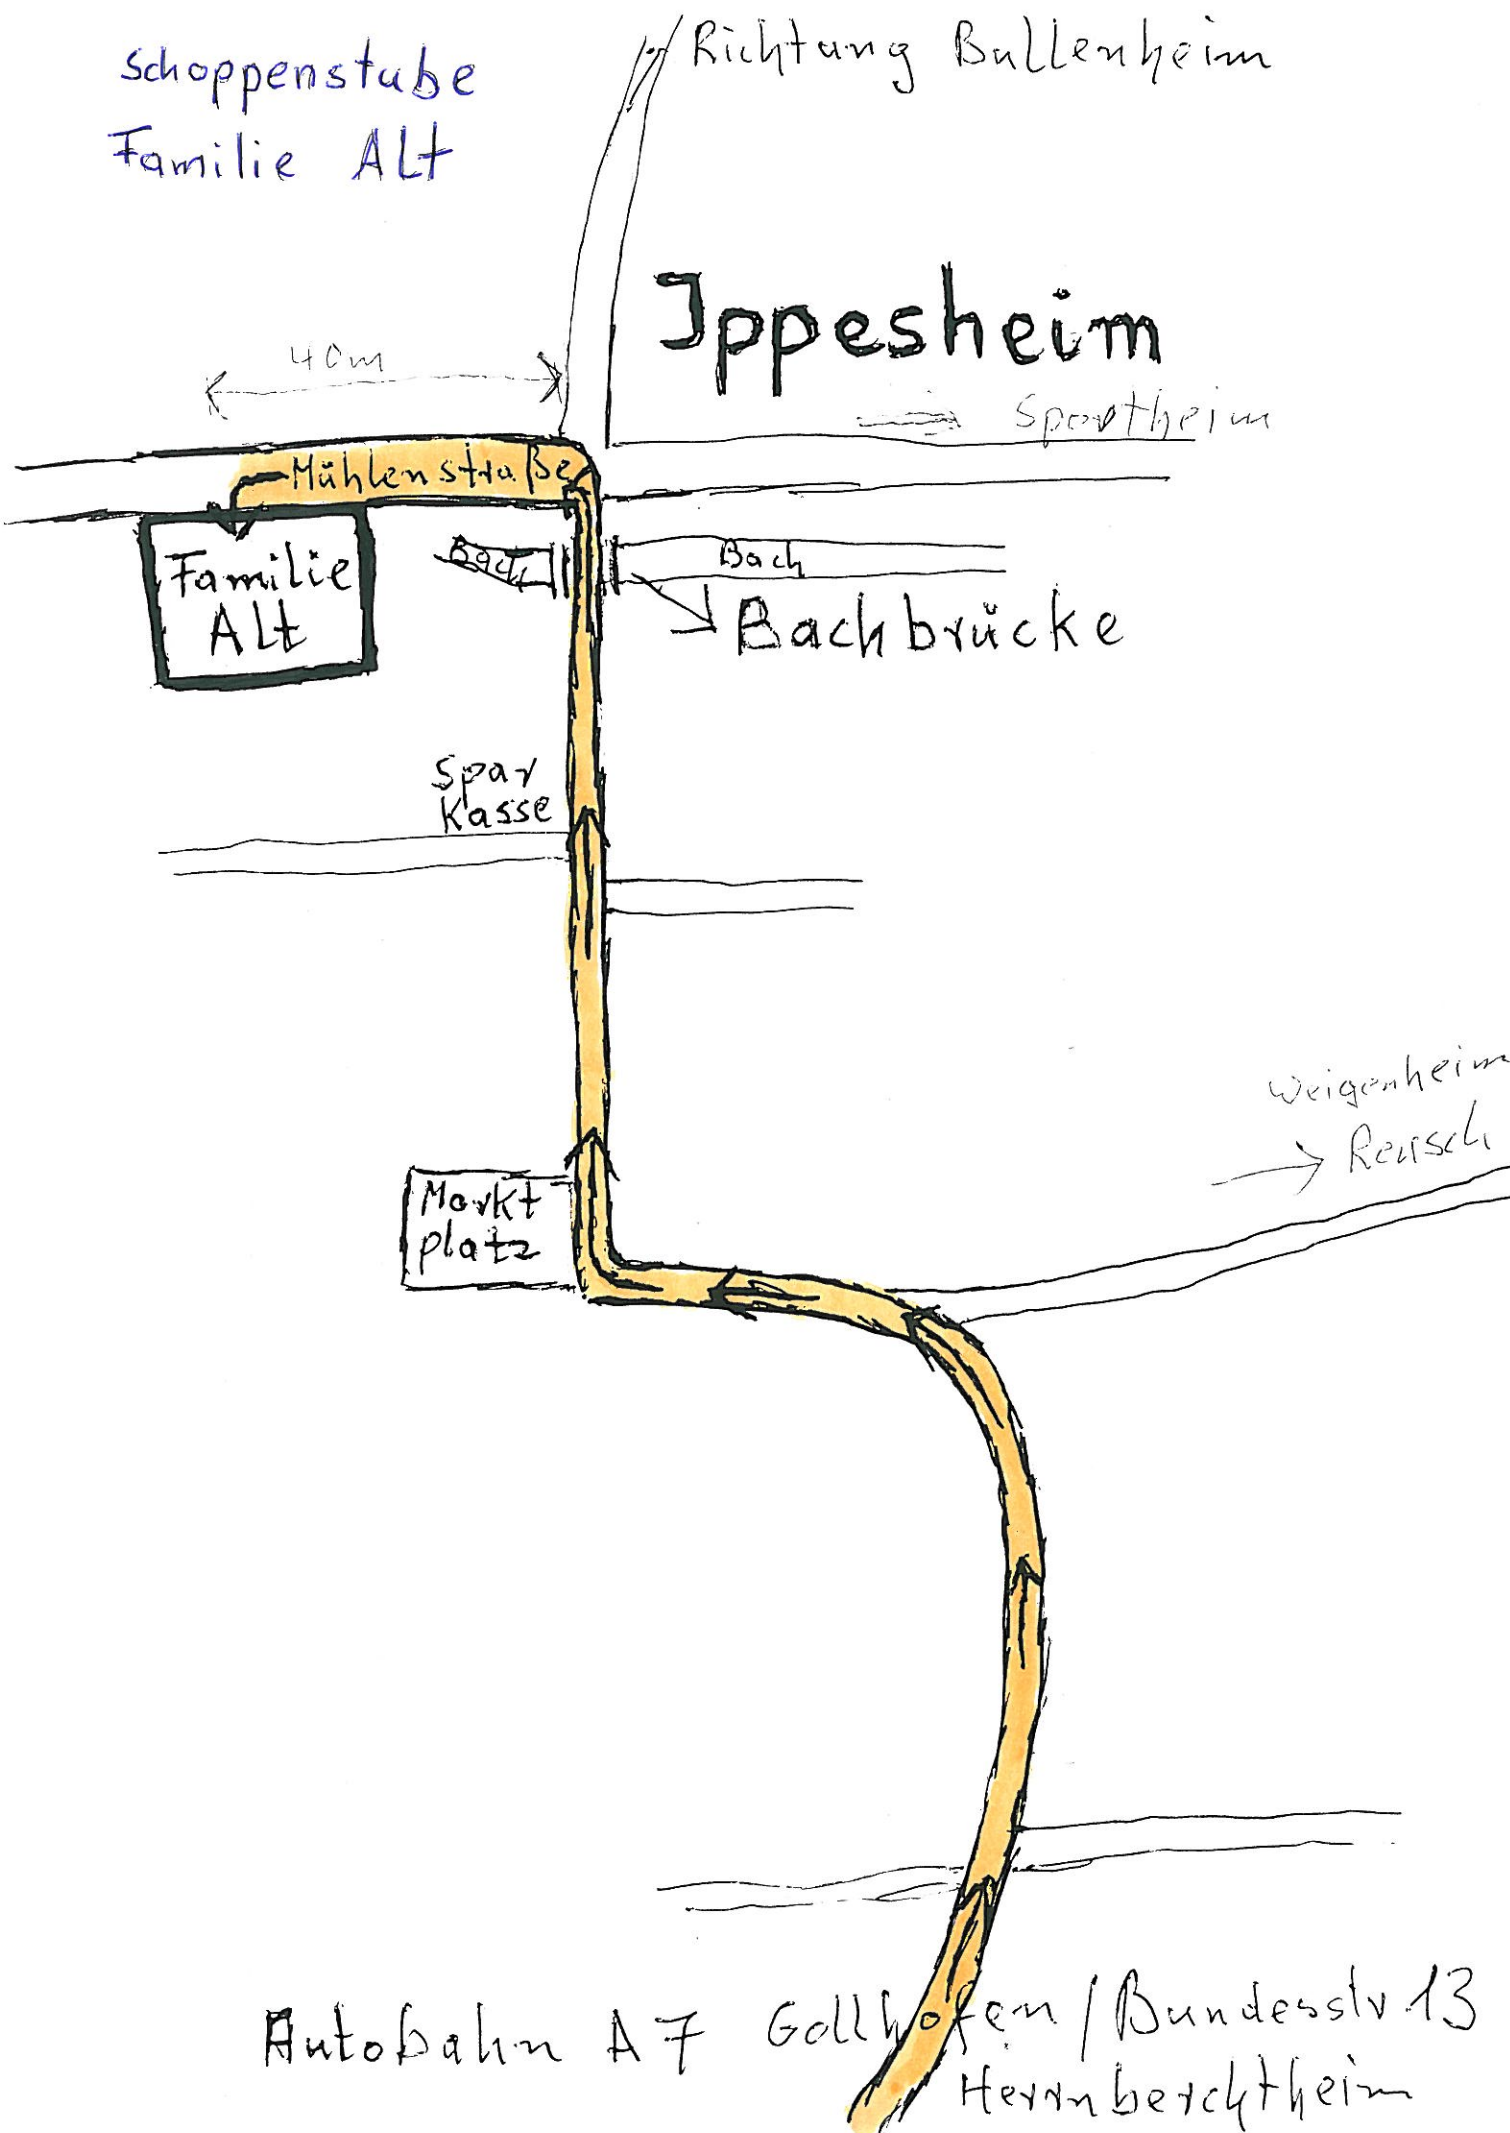 Schoppenstube
Familie Alt
Richtung Bullenheim
Ippesheim
40m
Sportheim
Mühlenstraße
Familie
Alt
Bach
Bach
Bachbrücke
Spar
Kasse
Weigenheim
Reusch
Markt
platz
Autobahn A7 Gollhofen / Bundesstr. 13
Herrnberchtheim